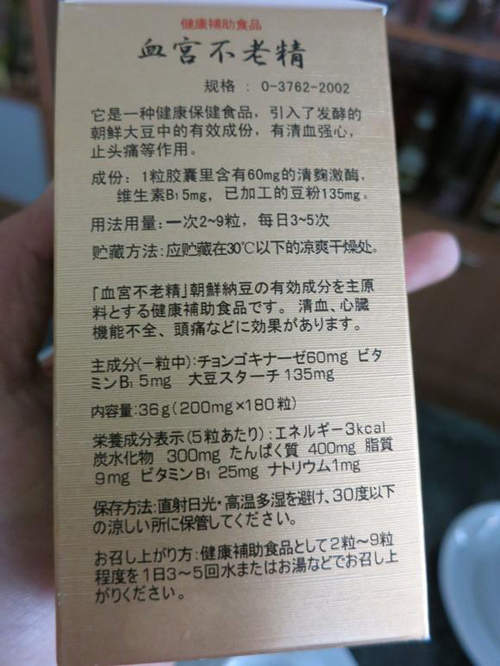 健康補助食品
血宫不老精
规格 : 0-3762-2002
它是一种健康保健食品，引入了发酵的
朝鲜大豆中的有效成份，有清血强心，
止头痛等作用。
成份：1粒胶囊里含有60mg的清麴激酶，
维生素B₁5mg，已加工的豆粉135mg。
用法用量：一次2~9粒，每日3~5次
贮藏方法：应贮藏在30℃以下的凉爽干燥处。
「血宮不老精」朝鮮納豆の有効成分を主原
料とする健康補助食品です。清血、心臓
機能不全、頭痛などに効果があります。
主成分(一粒中)：チョンゴキナーゼ60mg ビタ
ミンB₁ 5mg 大豆スターチ135mg
内容量:36g(200mg×180粒)
栄養成分表示(5粒あたり)：エネルギー3kcal
炭水化物 300mg たんぱく質 400mg 脂質
9mg ビタミンB₁ 25mg ナトリウム1mg
保存方法:直射日光・高温多湿を避け、30度以下
の涼しい所に保管してください。
お召し上がり方：健康補助食品として2粒～9粒
程度を1日3～5回水またはお湯などでお召し上
がりください。